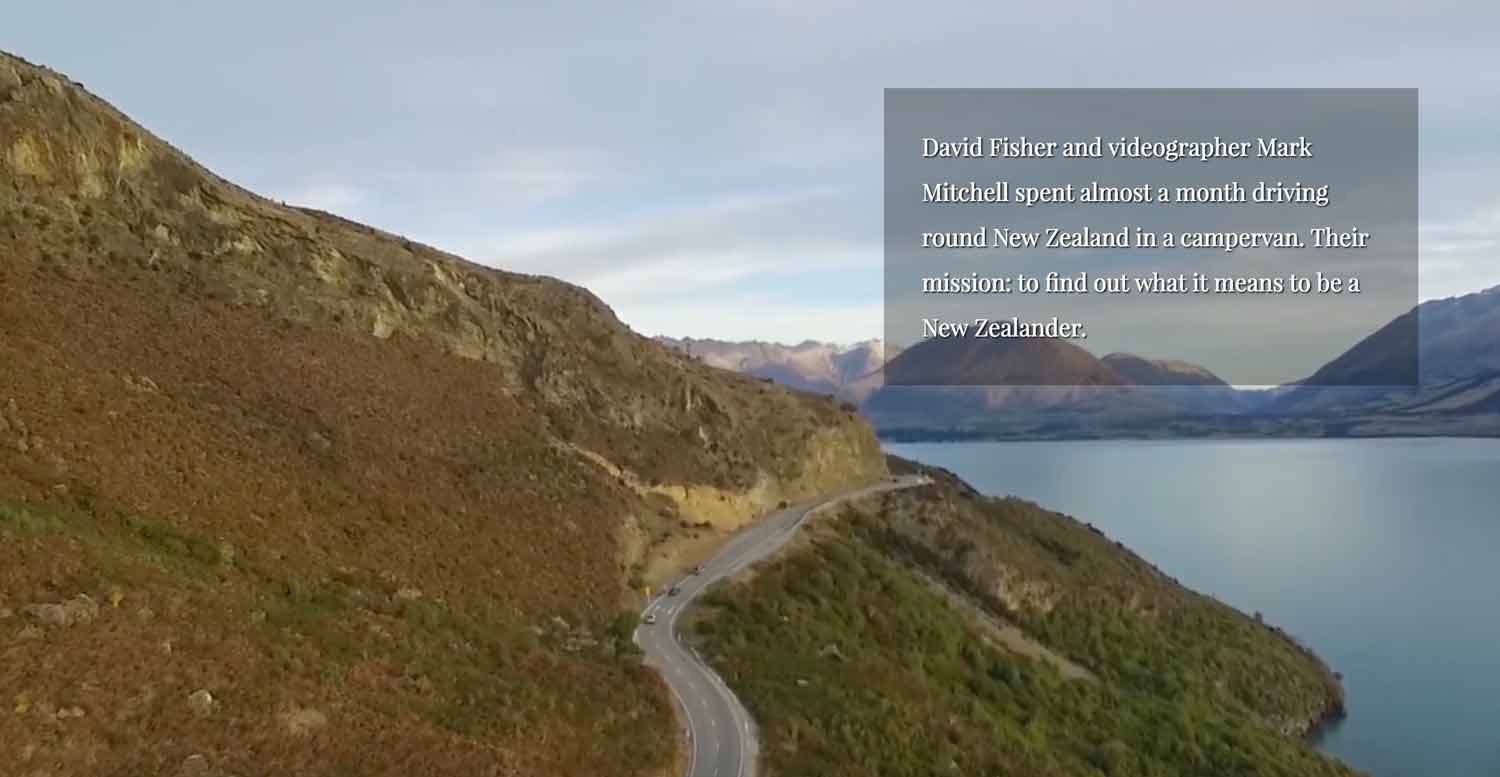 David Fisher and videographer Mark
Mitchell spent almost a month driving
round New Zealand in a campervan. Their
mission: to find out what it means to be a
New Zealander.